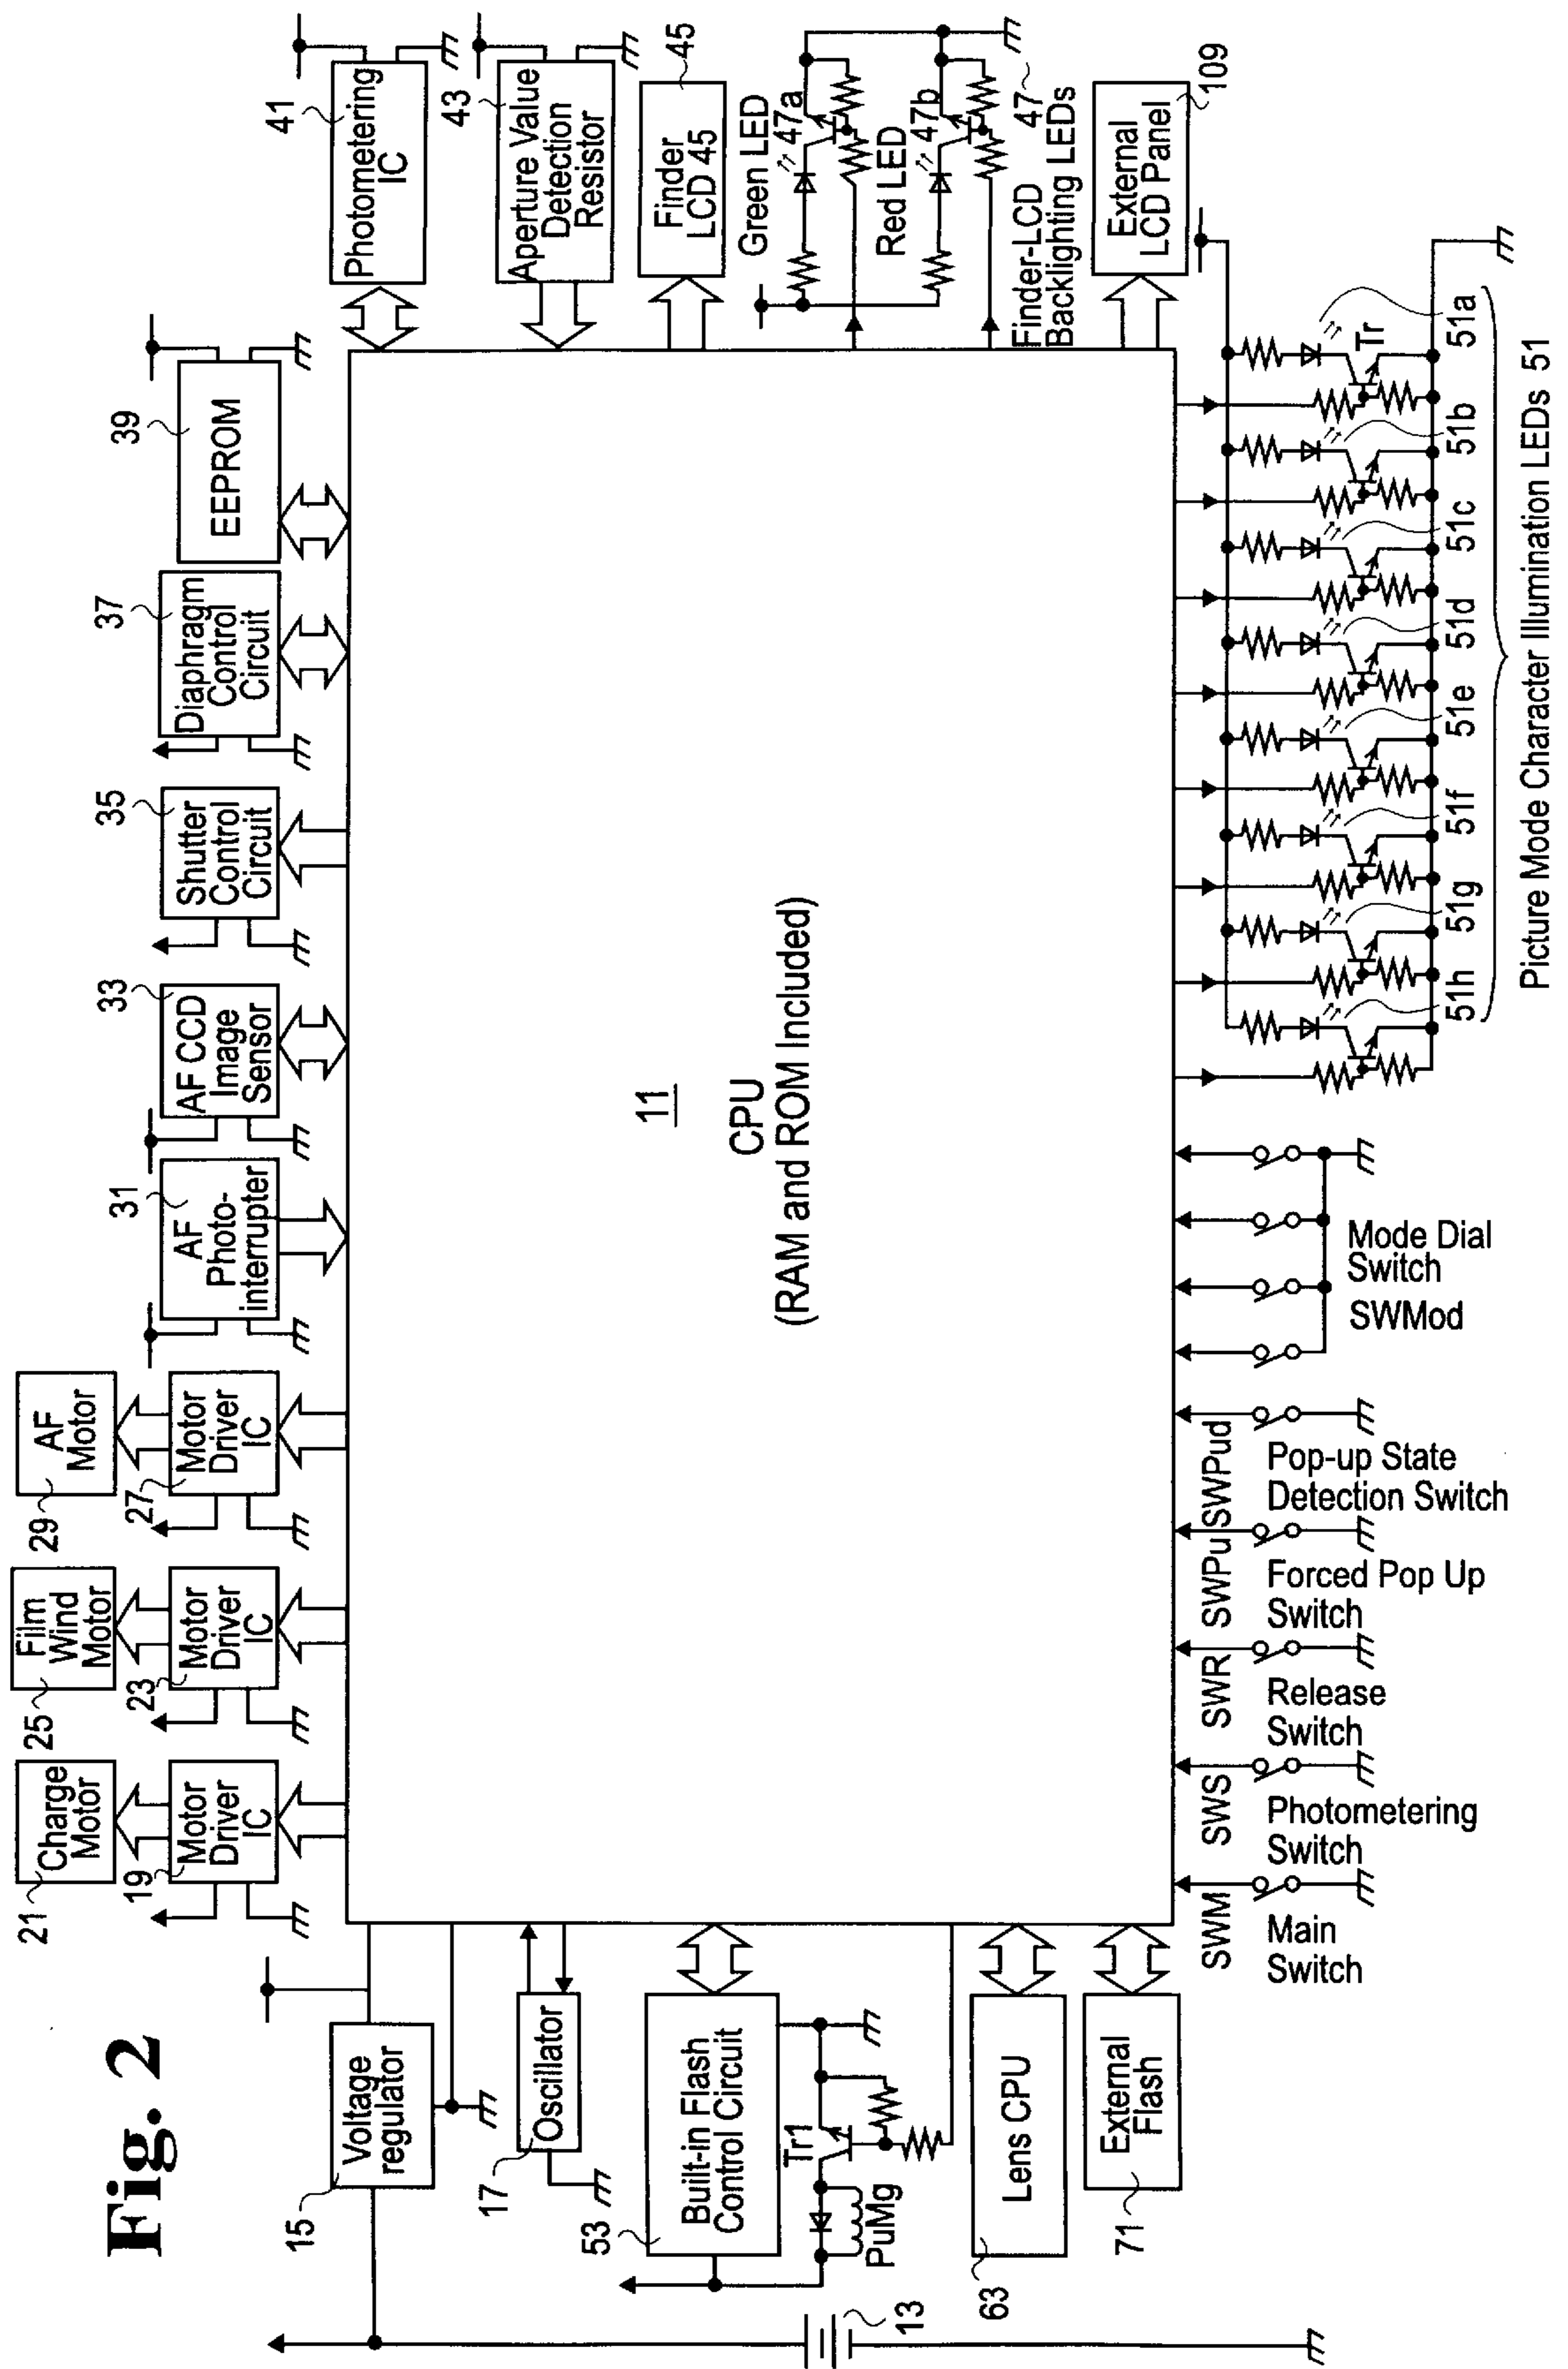 Fig. 2
21
Charge
Motor
19
Motor
Driver
IC
25
Film
Wind
Motor
23
Motor
Driver
IC
29
AF
Motor
27
Motor
Driver
IC
31
AF
Photo-
interrupter
33
AF CCD
Image
Sensor
35
Shutter
Control
Circuit
37
Diaphragm
Control
Circuit
39
EEPROM
41
Photometering
IC
43
Aperture Value
Detection
Resistor
45
Finder
LCD 45
Green LED
47a
Red LED
47b
47
Finder-LCD
Backlighting LEDs
109
External
LCD Panel
15
Voltage
regulator
17
Oscillator
53
Built-in Flash
Control Circuit
Tr1
PuMg
13
63
Lens CPU
71
External
Flash
11
CPU
(RAM and ROM Included)
SWM
Main
Switch
SWS
Photometering
Switch
SWR
Release
Switch
SWPu
Forced Pop Up
Switch
SWPud
Pop-up State
Detection Switch
Mode Dial
Switch
SWMod
Tr
51h
51g
51f
51e
51d
51c
51b
51a
Picture Mode Character Illumination LEDs 51